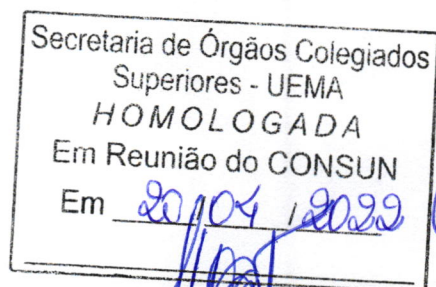 Secretaria de Órgãos Colegiados
Superiores - UEMA
HOMOLOGADA
Em Reunião do CONSUN
Em 20/04/2022